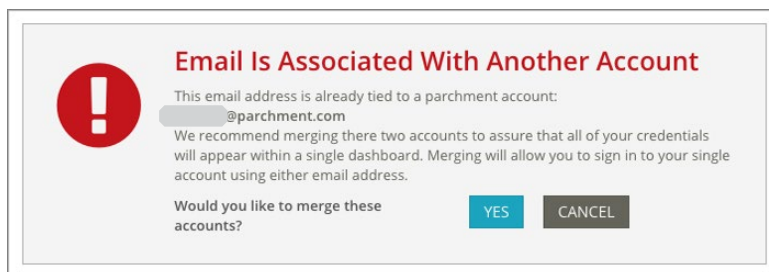 Email Is Associated With Another Account
This email address is already tied to a parchment account:
@parchment.com
We recommend merging there two accounts to assure that all of your credentials
will appear within a single dashboard. Merging will allow you to sign in to your single
account using either email address.
Would you like to merge these
accounts?
YES
CANCEL